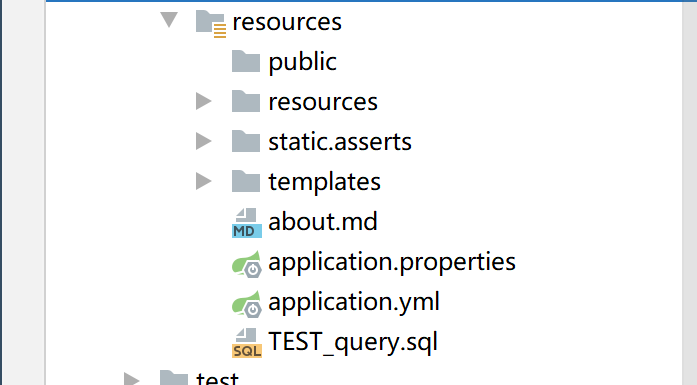 resources
public
resources
static.asserts
templates
MD about.md
application.properties
application.yml
SQL TEST_query.sql
test